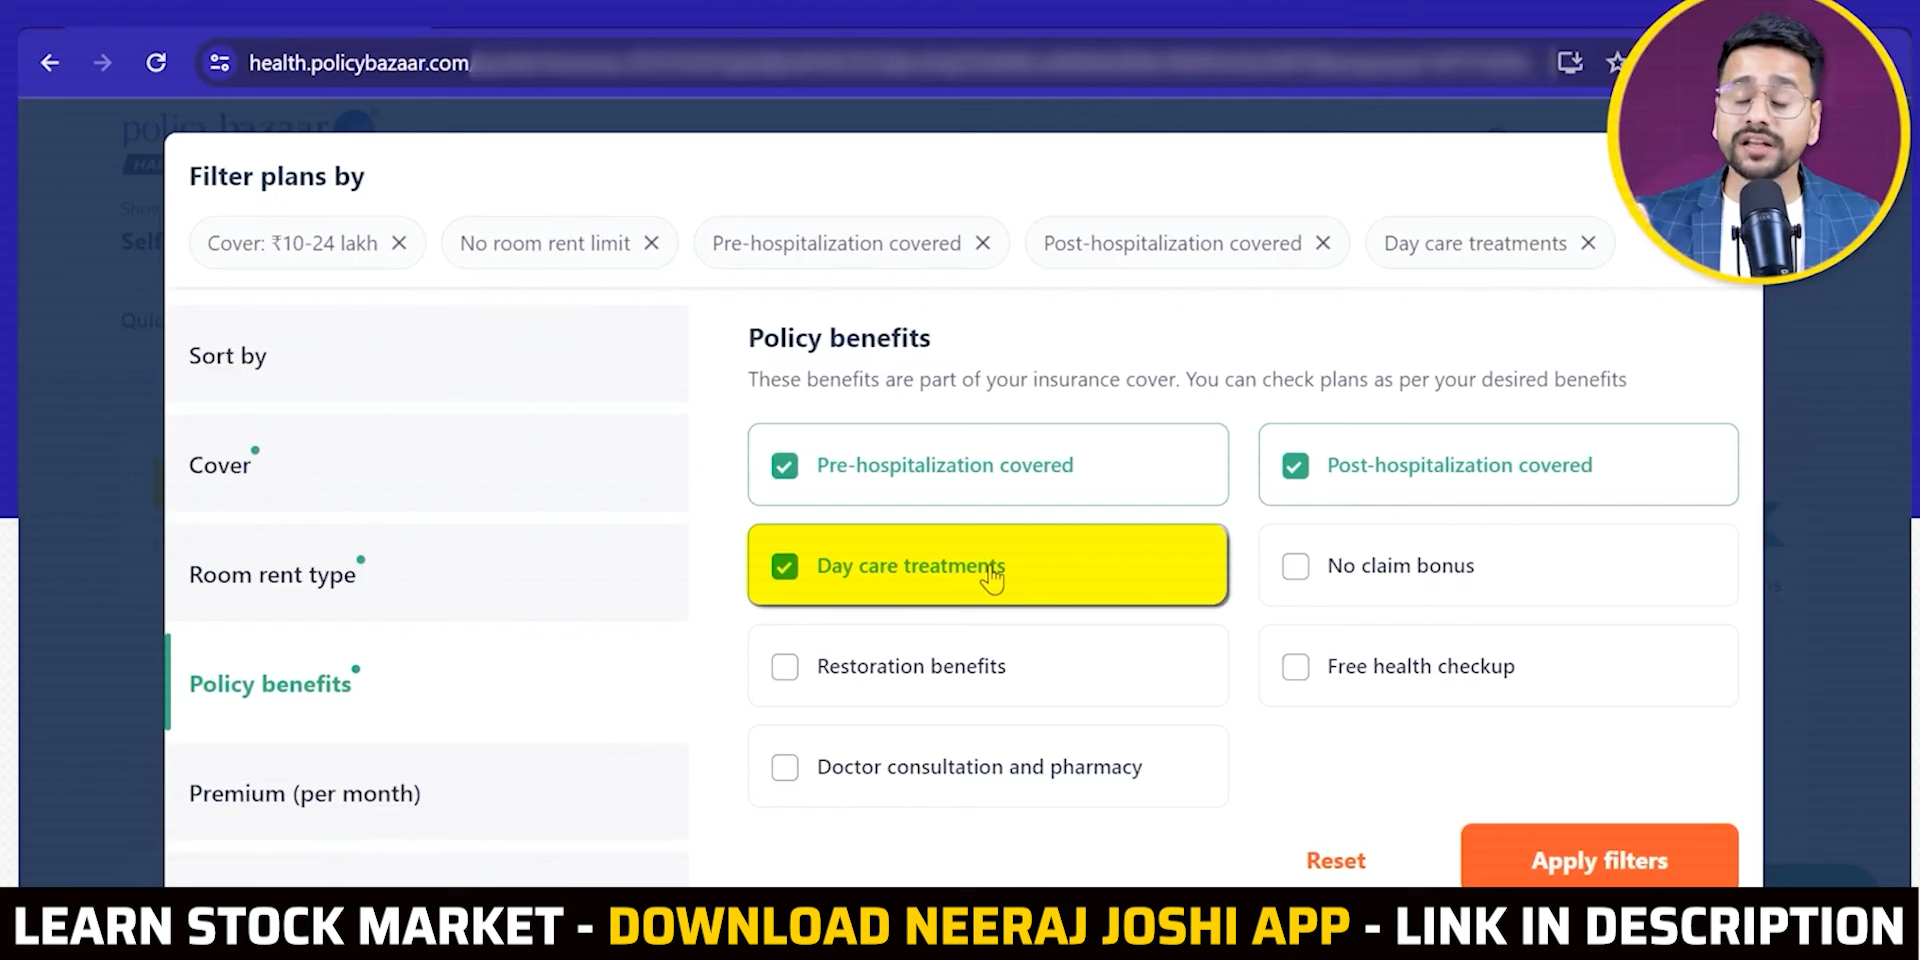 health.policybazaar.com
policy bazaar
Filter plans by
Cover: ₹10-24 lakh
No room rent limit
Pre-hospitalization covered
Post-hospitalization covered
Day care treatments
Sort by
Cover
Room rent type
Policy benefits
Premium (per month)
Policy benefits
These benefits are part of your insurance cover. You can check plans as per your desired benefits
Pre-hospitalization covered
Post-hospitalization covered
Day care treatments
No claim bonus
Restoration benefits
Free health checkup
Doctor consultation and pharmacy
Reset
Apply filters
LEARN STOCK MARKET - DOWNLOAD NEERAJ JOSHI APP - LINK IN DESCRIPTION